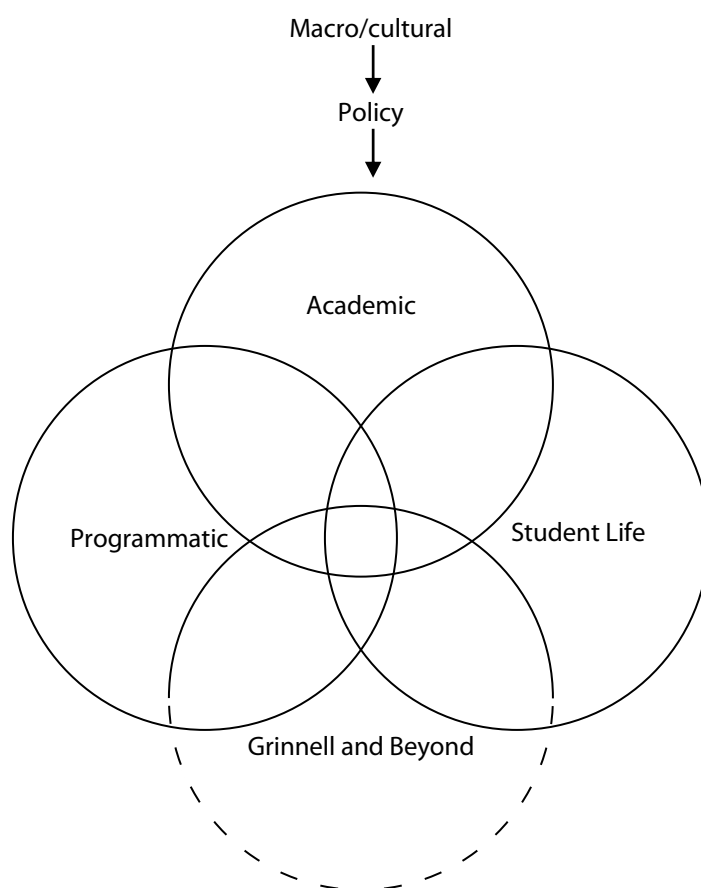 Macro/cultural
Policy
Academic
Programmatic
Student Life
Grinnell and Beyond